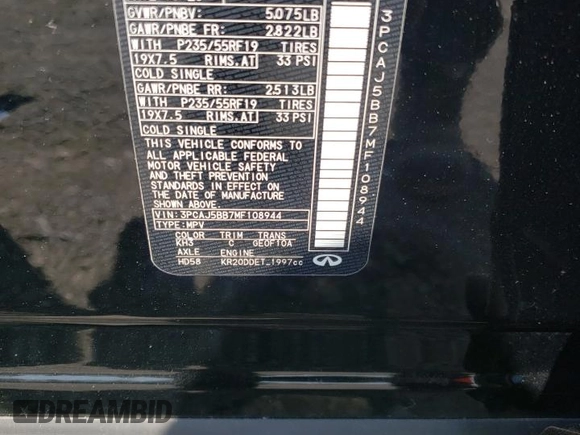 GVWR/PNBV: 5.075LB
GAWR/PNBE FR: 2.822LB
WITH P235/55RF19 TIRES
19X7.5 RIMS.AT 33 PSI
COLD SINGLE
GAWR/PNBE RR: 2.513LB
WITH P235/55RF19 TIRES
19X7.5 RIMS.AT 33 PSI
COLD SINGLE
THIS VEHICLE CONFORMS TO
ALL APPLICABLE FEDERAL
MOTOR VEHICLE SAFETY
AND THEFT PREVENTION
STANDARDS IN EFFECT ON
THE DATE OF MANUFACTURE
SHOWN ABOVE.
VIN: 3PCAJ5BB7MF108944
TYPE: MPV
COLOR TRIM TRANS
KH3 C GEOF10A
AXLE ENGINE
HD58 KR20DDET_1997cc
3PCAJ5BB7MF108944
DREAMBID